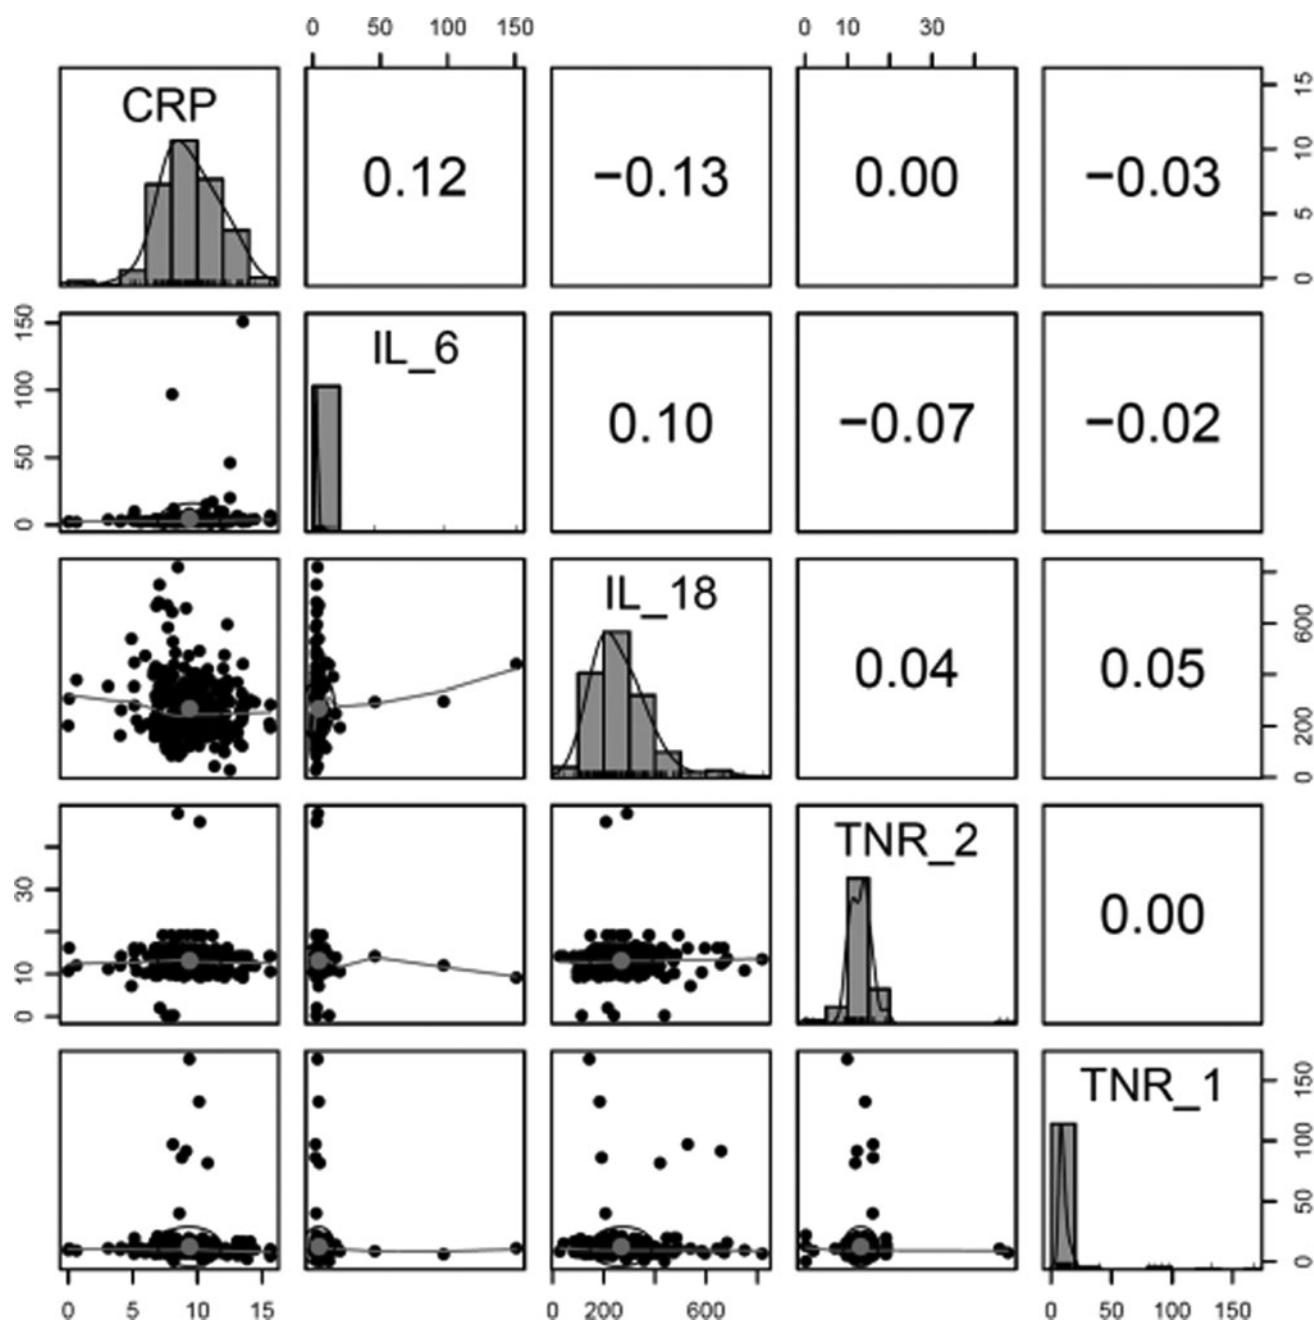 0 50 100 150 0 10 30
CRP 0.12 −0.13 0.00 −0.03 0 5 10 15
0 50 100 150 IL_6 0.10 −0.07 −0.02
IL_18 0.04 0.05 0 200 600
0 10 30 TNR_2 0.00
TNR_1 0 50 100 150
0 5 10 15 0 200 600 0 50 100 150